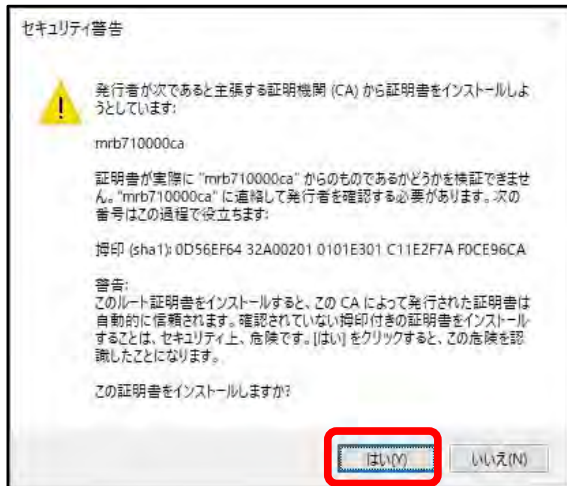 セキュリティ警告
発行者が次であると主張する証明機関 (CA) から証明書をインストールしよ
うとしています:
mrb710000ca
証明書が実際に "mrb710000ca" からのものであるかどうかを検証できませ
ん。"mrb710000ca" に連絡して発行者を確認する必要があります。次の
番号はこの過程で役立ちます:
拇印 (sha1): 0D56EF64 32A00201 0101E301 C11E2F7A F0CE96CA
警告:
このルート証明書をインストールすると、この CA によって発行された証明書は
自動的に信頼されます。確認されていない拇印付きの証明書をインストール
することは、セキュリティ上、危険です。[はい] をクリックすると、この危険を認
識したことになります。
この証明書をインストールしますか?
はい(Y)
いいえ(N)